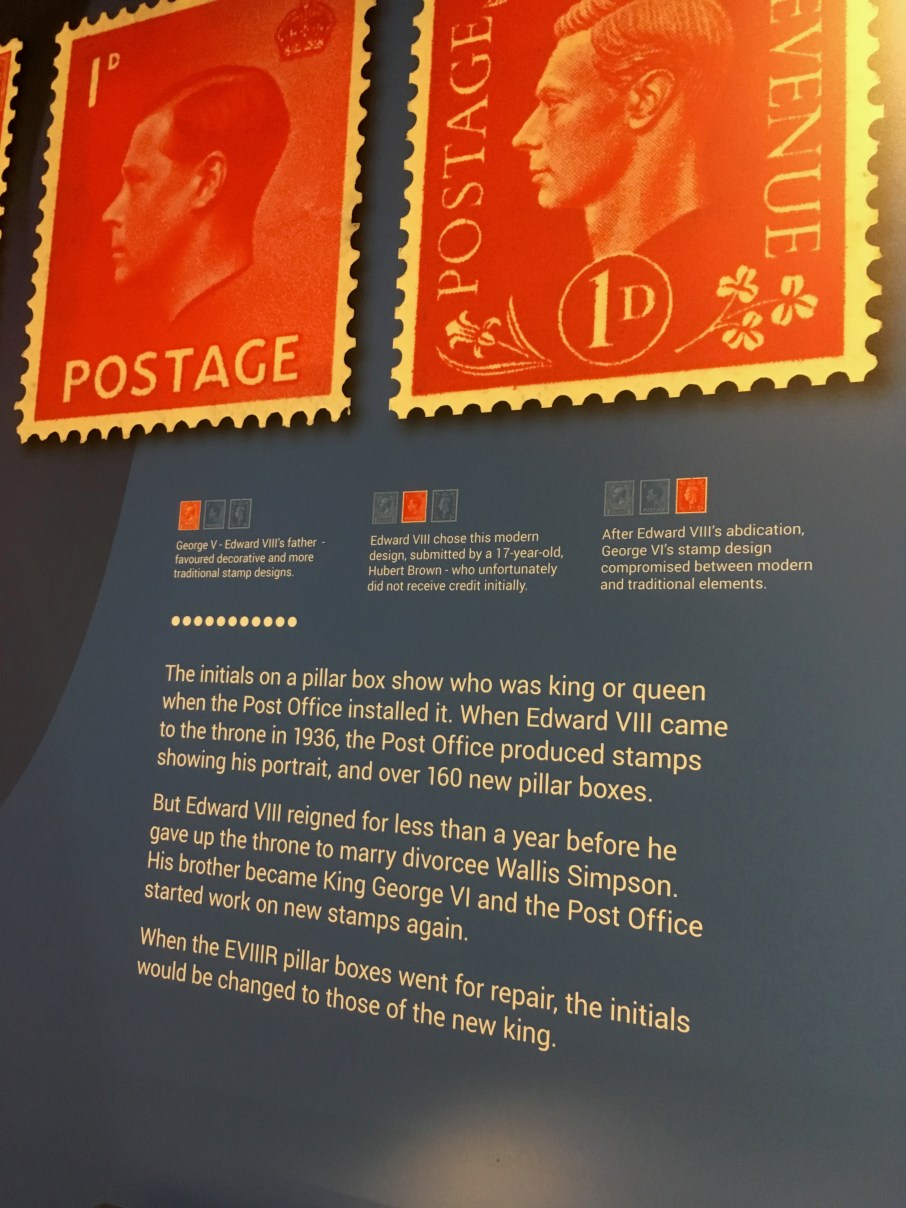 1D
POSTAGE
POSTAGE
EVENUE
1D
George V - Edward VIII's father -
favoured decorative and more
traditional stamp designs.
Edward VIII chose this modern
design, submitted by a 17-year-old,
Hubert Brown - who unfortunately
did not receive credit initially.
After Edward VIII's abdication,
George VI's stamp design
compromised between modern
and traditional elements.
The initials on a pillar box show who was king or queen
when the Post Office installed it. When Edward VIII came
to the throne in 1936, the Post Office produced stamps
showing his portrait, and over 160 new pillar boxes.
But Edward VIII reigned for less than a year before he
gave up the throne to marry divorcee Wallis Simpson.
His brother became King George VI and the Post Office
started work on new stamps again.
When the EVIIIR pillar boxes went for repair, the initials
would be changed to those of the new king.